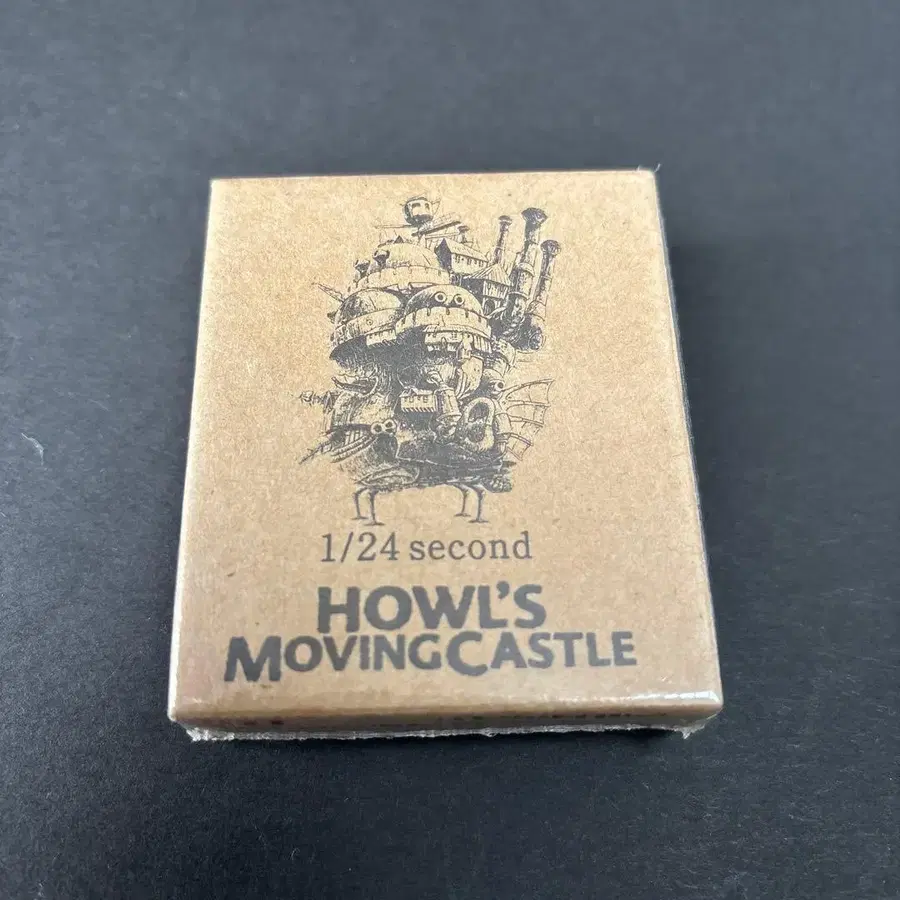 1/24 second
HOWL'S
MOVINGCASTLE